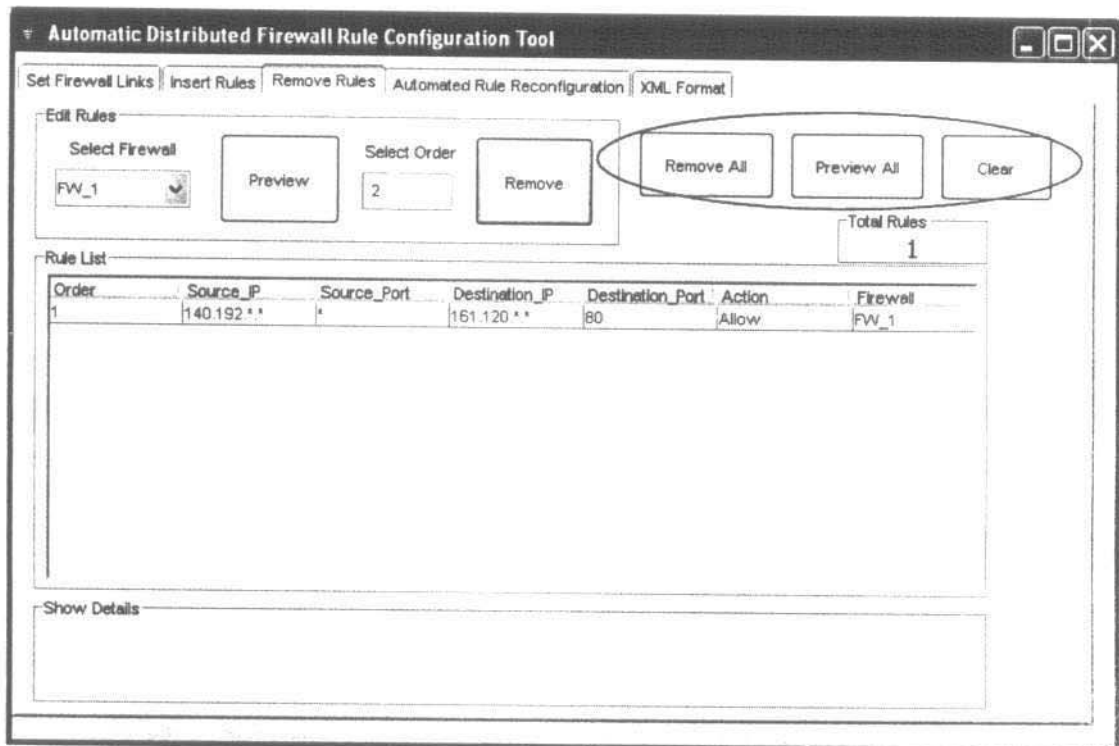 Automatic Distributed Firewall Rule Configuration Tool
Set Firewall Links Insert Rules Remove Rules Automated Rule Reconfiguration XML Format
Edit Rules
Select Firewall
FW_1
Preview
Select Order
2
Remove
Remove All
Preview All
Clear
Total Rules
1
Rule List
Order Source_IP Source_Port Destination_IP Destination_Port Action Firewall
1 140.192.*.* * 161.120.*.* 80 Allow FW_1
Show Details